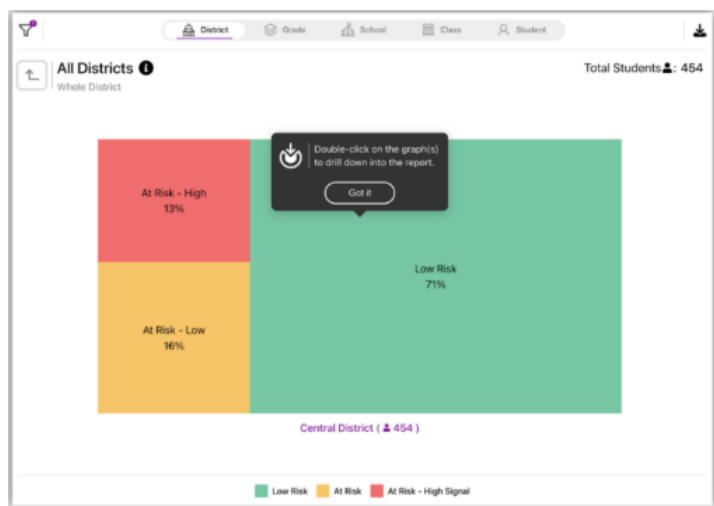 District
Grade
School
Class
Student
All Districts
Whole District
Total Students: 454
Double-click on the graph(s)
to drill down into the report.
Got it
At Risk - High
13%
Low Risk
71%
At Risk - Low
16%
Central District ( 454 )
Low Risk
At Risk
At Risk - High Signal